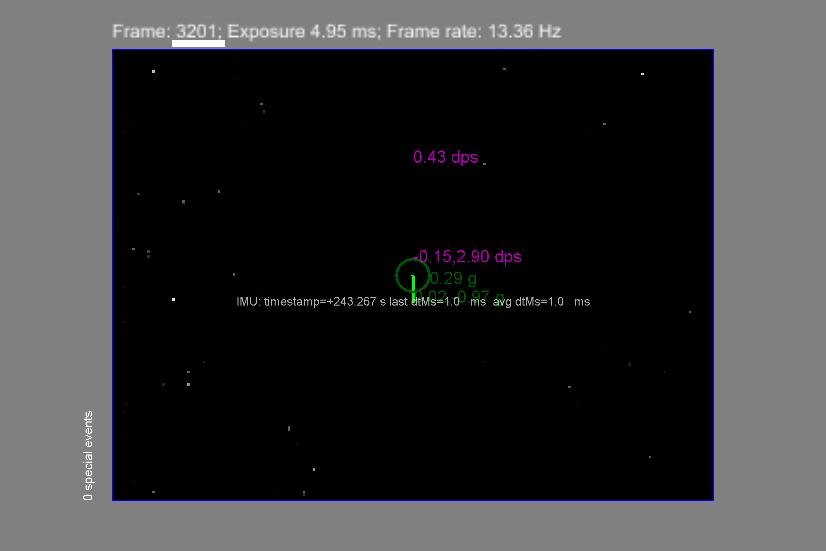 Frame: 3201; Exposure 4.95 ms; Frame rate: 13.36 Hz
0.43 dps
-0.15,2.90 dps
0.29 g
0.97 g
IMU: timestamp=+243.267 s last dtMs=1.0 ms avg dtMs=1.0 ms
0 special events